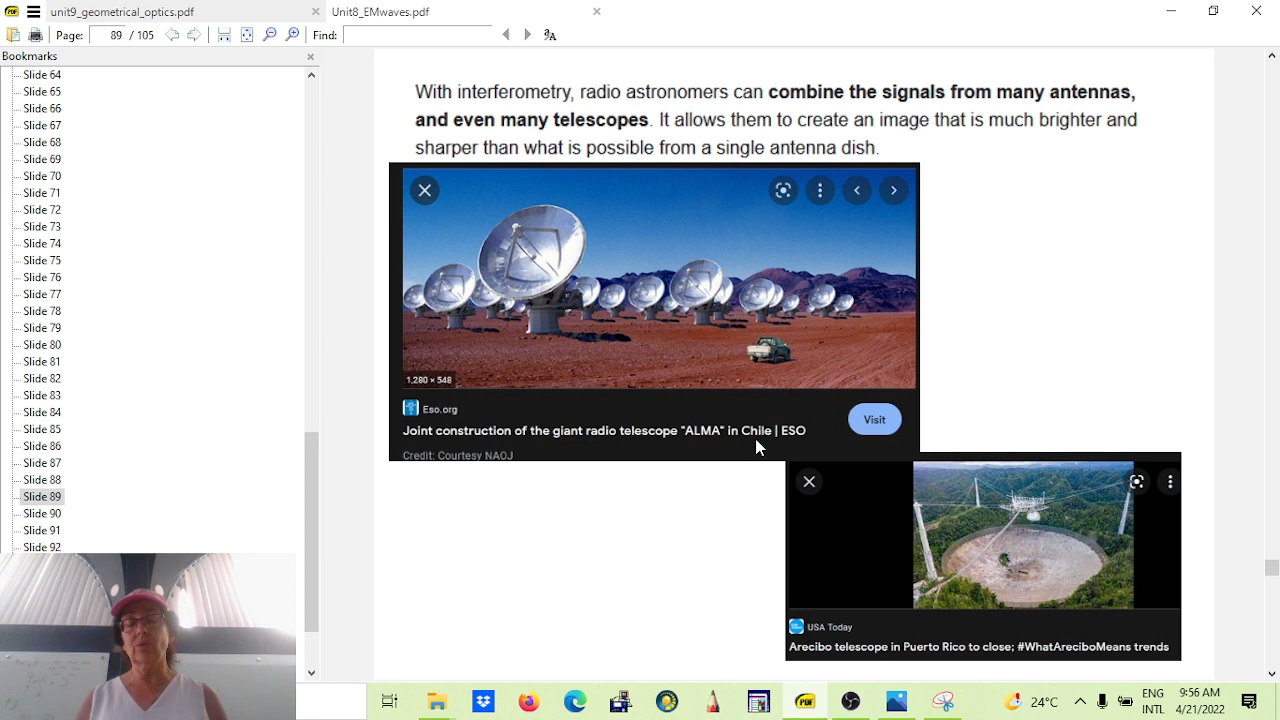 unit9_geometrical_optics.pdf
Unit8_EMwaves.pdf
Page: 89 / 105
Find:
Bookmarks
Slide 64
Slide 65
Slide 66
Slide 67
Slide 68
Slide 69
Slide 70
Slide 71
Slide 72
Slide 73
Slide 74
Slide 75
Slide 76
Slide 77
Slide 78
Slide 79
Slide 80
Slide 81
Slide 82
Slide 83
Slide 84
Slide 85
Slide 86
Slide 87
Slide 88
Slide 89
Slide 90
Slide 91
Slide 92
With interferometry, radio astronomers can combine the signals from many antennas,
and even many telescopes. It allows them to create an image that is much brighter and
sharper than what is possible from a single antenna dish.
1,280 × 548
Eso.org
Joint construction of the giant radio telescope "ALMA" in Chile | ESO
Visit
Credit: Courtesy NAOJ
USA Today
Arecibo telescope in Puerto Rico to close; #WhatAreciboMeans trends
PDF
24°C
ENG
INTL
9:56 AM
4/21/2022